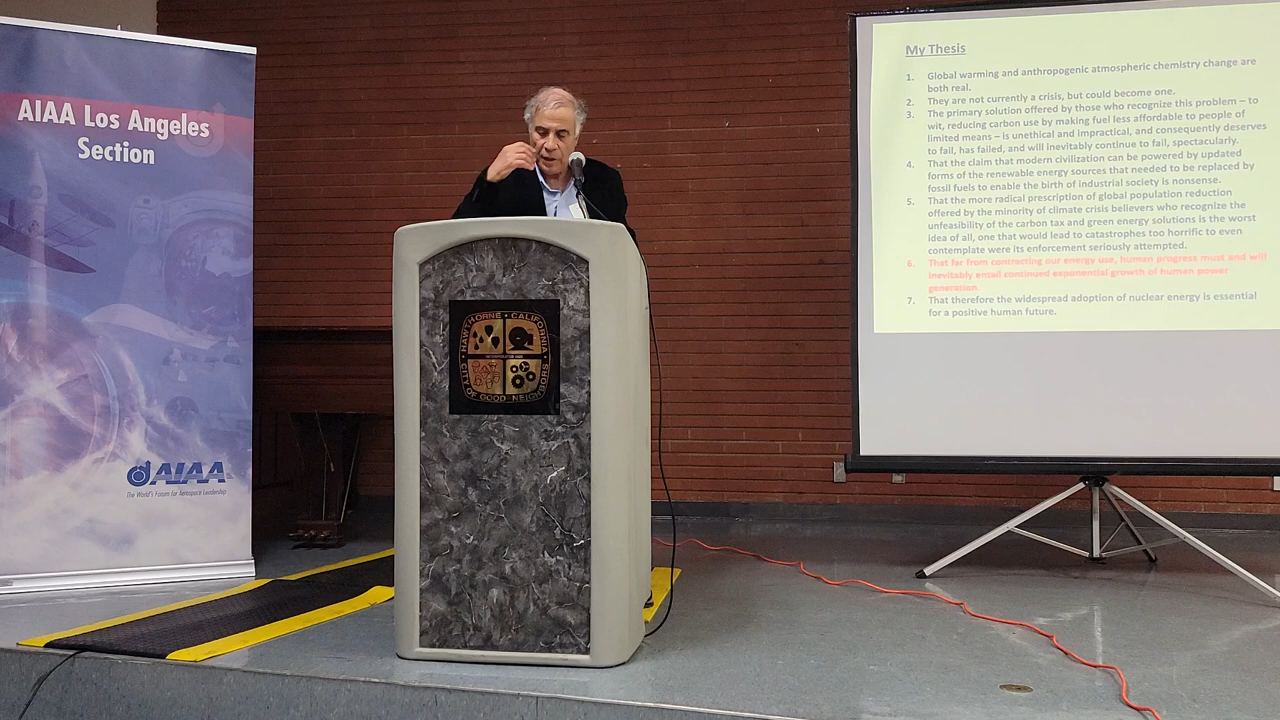 AIAA Los Angeles
Section
AIAA
The World's Forum for Aerospace Leadership
HAWTHORNE • CALIFORNIA
INCORPORATED 1922
CITY OF GOOD NEIGHBORS
My Thesis
1. Global warming and anthropogenic atmospheric chemistry change are
both real.
2. They are not currently a crisis, but could become one.
3. The primary solution offered by those who recognize this problem – to
wit, reducing carbon use by making fuel less affordable to people of
limited means – is unethical and impractical, and consequently deserves
to fail, has failed, and will inevitably continue to fail, spectacularly.
4. That the claim that modern civilization can be powered by updated
forms of the renewable energy sources that needed to be replaced by
fossil fuels to enable the birth of industrial society is nonsense.
5. That the more radical prescription of global population reduction
offered by the minority of climate crisis believers who recognize the
unfeasibility of the carbon tax and green energy solutions is the worst
idea of all, one that would lead to catastrophes too horrific to even
contemplate were its enforcement seriously attempted.
6. That far from contracting our energy use, human progress must and will
inevitably entail continued exponential growth of human power
generation.
7. That therefore the widespread adoption of nuclear energy is essential
for a positive human future.